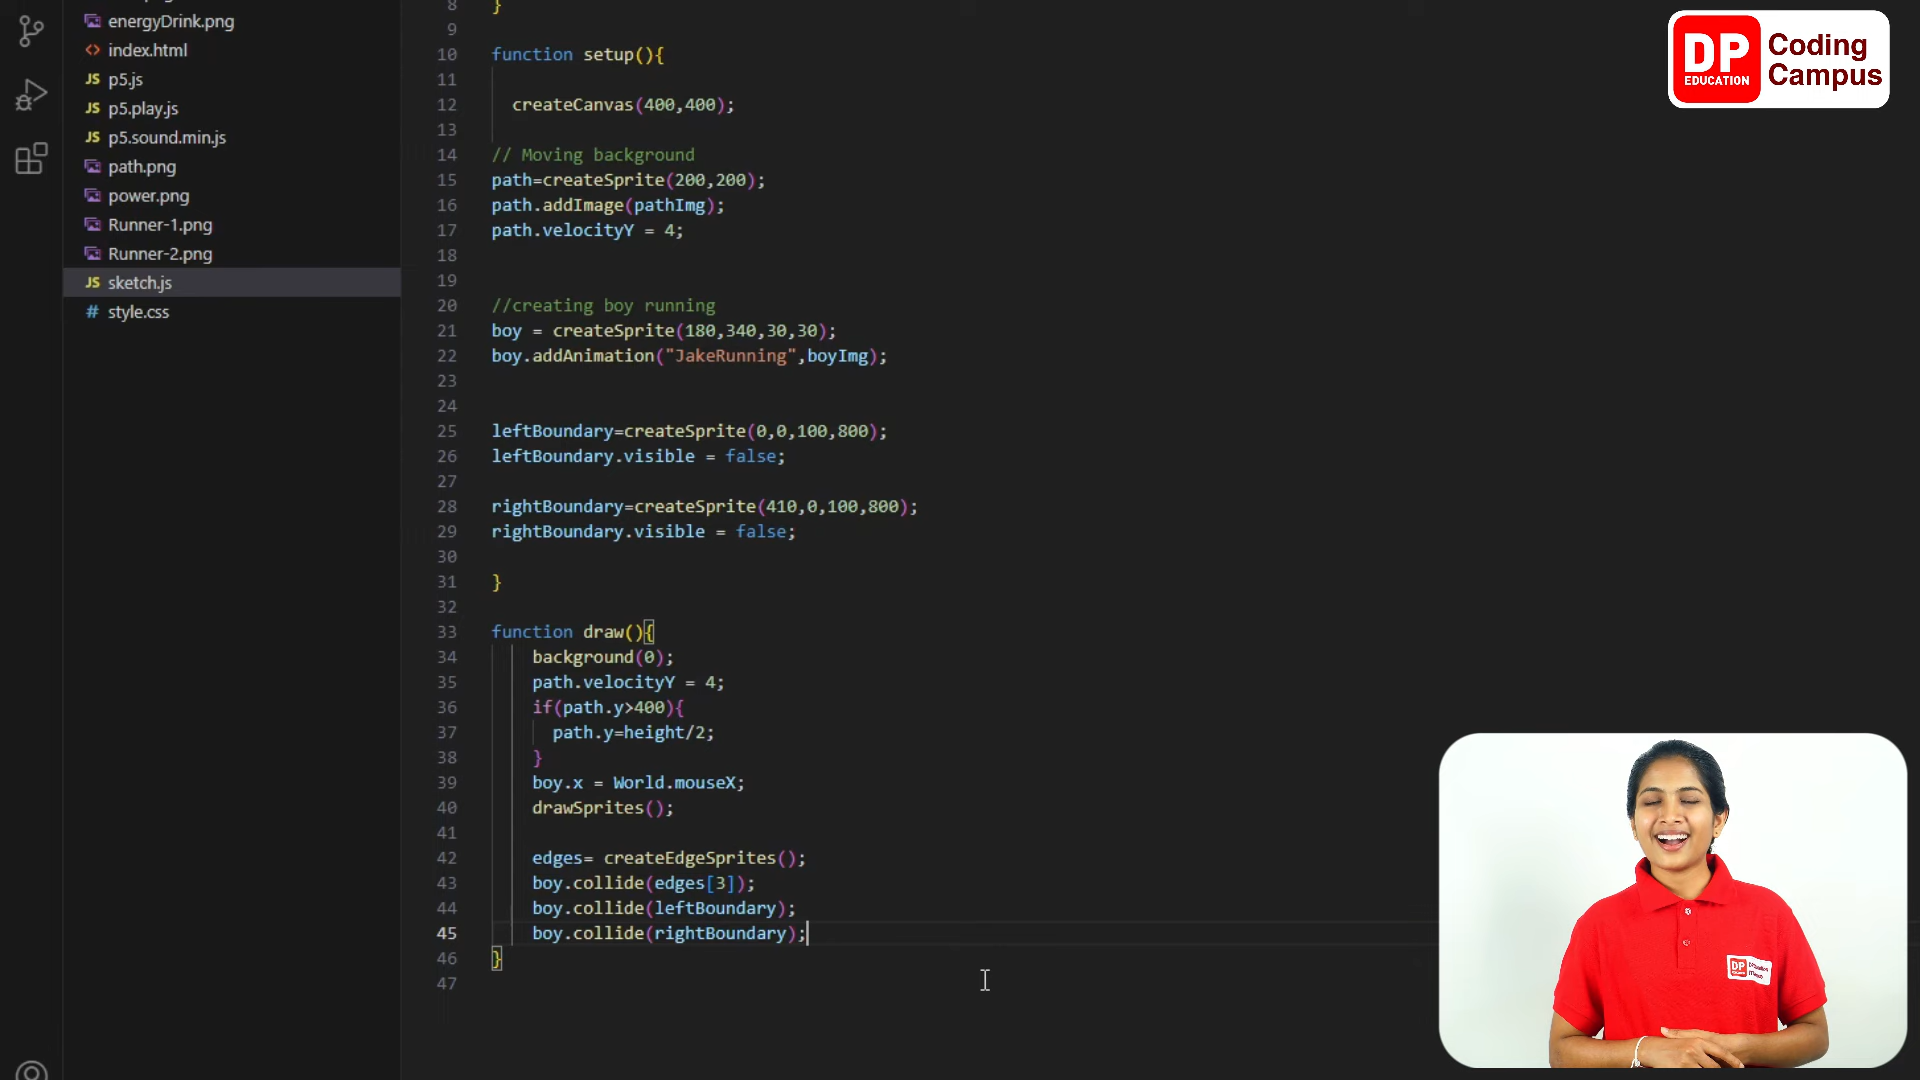 energyDrink.png
<> index.html
JS p5.js
JS p5.play.js
JS p5.sound.min.js
path.png
power.png
Runner-1.png
Runner-2.png
JS sketch.js
# style.css
8 }
9
10 function setup(){
11
12 createCanvas(400,400);
13
14 // Moving background
15 path=createSprite(200,200);
16 path.addImage(pathImg);
17 path.velocityY = 4;
18
19
20 //creating boy running
21 boy = createSprite(180,340,30,30);
22 boy.addAnimation("JakeRunning",boyImg);
23
24
25 leftBoundary=createSprite(0,0,100,800);
26 leftBoundary.visible = false;
27
28 rightBoundary=createSprite(410,0,100,800);
29 rightBoundary.visible = false;
30
31 }
32
33 function draw(){
34 background(0);
35 path.velocityY = 4;
36 if(path.y>400){
37 path.y=height/2;
38 }
39 boy.x = World.mouseX;
40 drawSprites();
41
42 edges= createEdgeSprites();
43 boy.collide(edges[3]);
44 boy.collide(leftBoundary);
45 boy.collide(rightBoundary);
46 }
47
DP
EDUCATION
Coding
Campus
DP